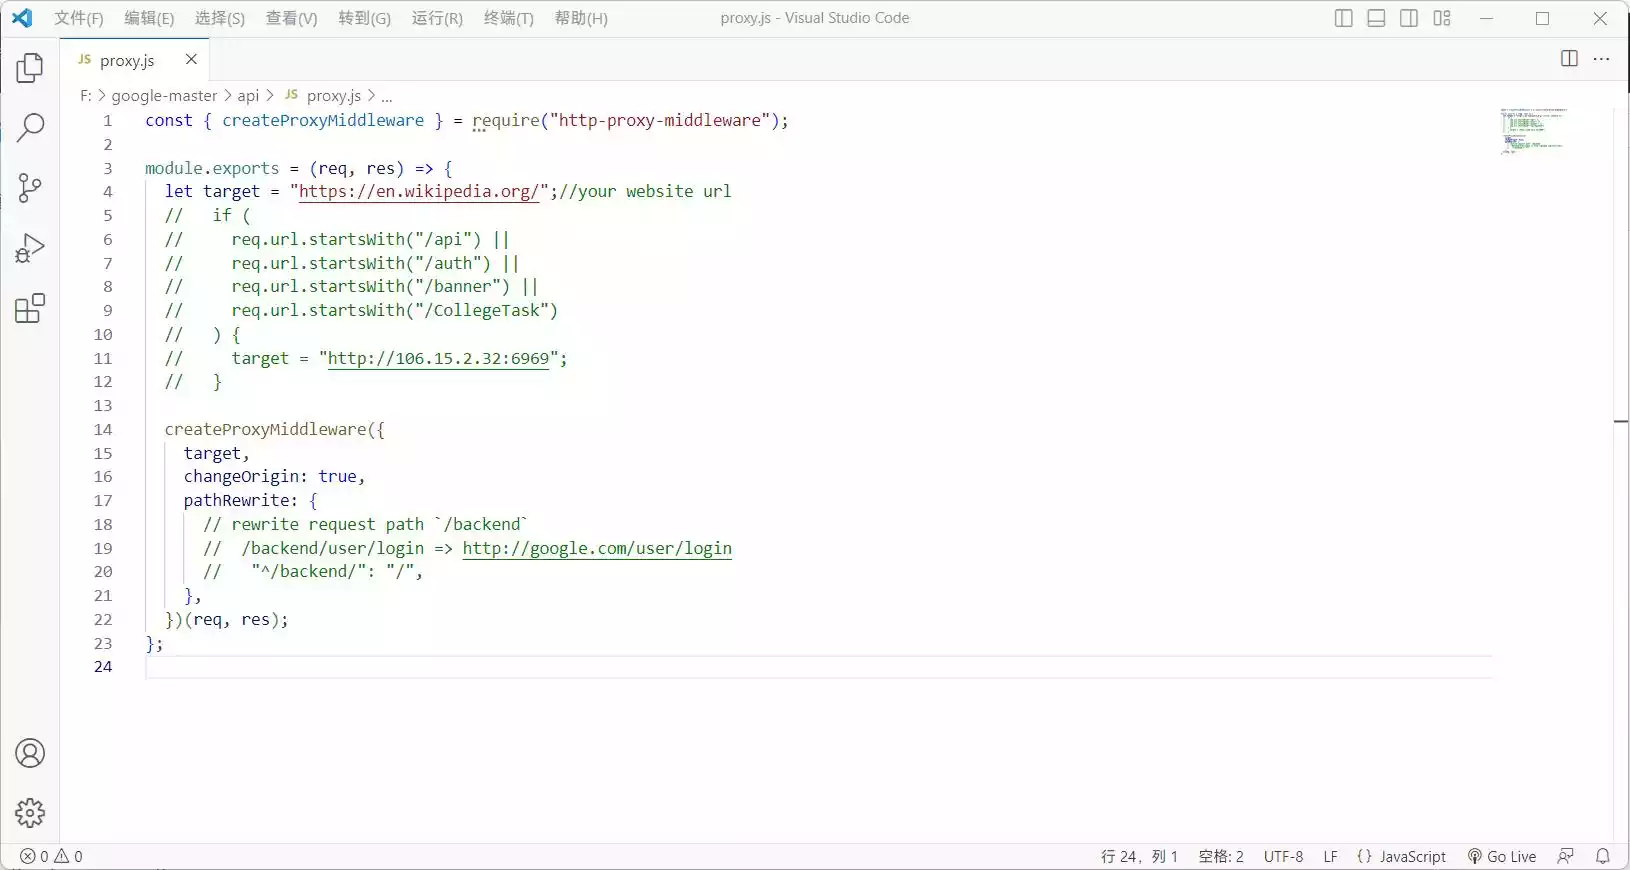 文件(F) 编辑(E) 选择(S) 查看(V) 转到(G) 运行(R) 终端(T) 帮助(H) proxy.js - Visual Studio Code
JS proxy.js
F: > google-master > api > JS proxy.js > ...
1 const { createProxyMiddleware } = require("http-proxy-middleware");
2
3 module.exports = (req, res) => {
4 let target = "https://en.wikipedia.org/";//your website url
5 // if (
6 // req.url.startsWith("/api") ||
7 // req.url.startsWith("/auth") ||
8 // req.url.startsWith("/banner") ||
9 // req.url.startsWith("/CollegeTask")
10 // ) {
11 // target = "http://106.15.2.32:6969";
12 // }
13
14 createProxyMiddleware({
15 target,
16 changeOrigin: true,
17 pathRewrite: {
18 // rewrite request path `/backend`
19 // /backend/user/login => http://google.com/user/login
20 // "^/backend/": "/",
21 },
22 })(req, res);
23 };
24
0 0 行 24，列 1 空格: 2 UTF-8 LF {} JavaScript Go Live